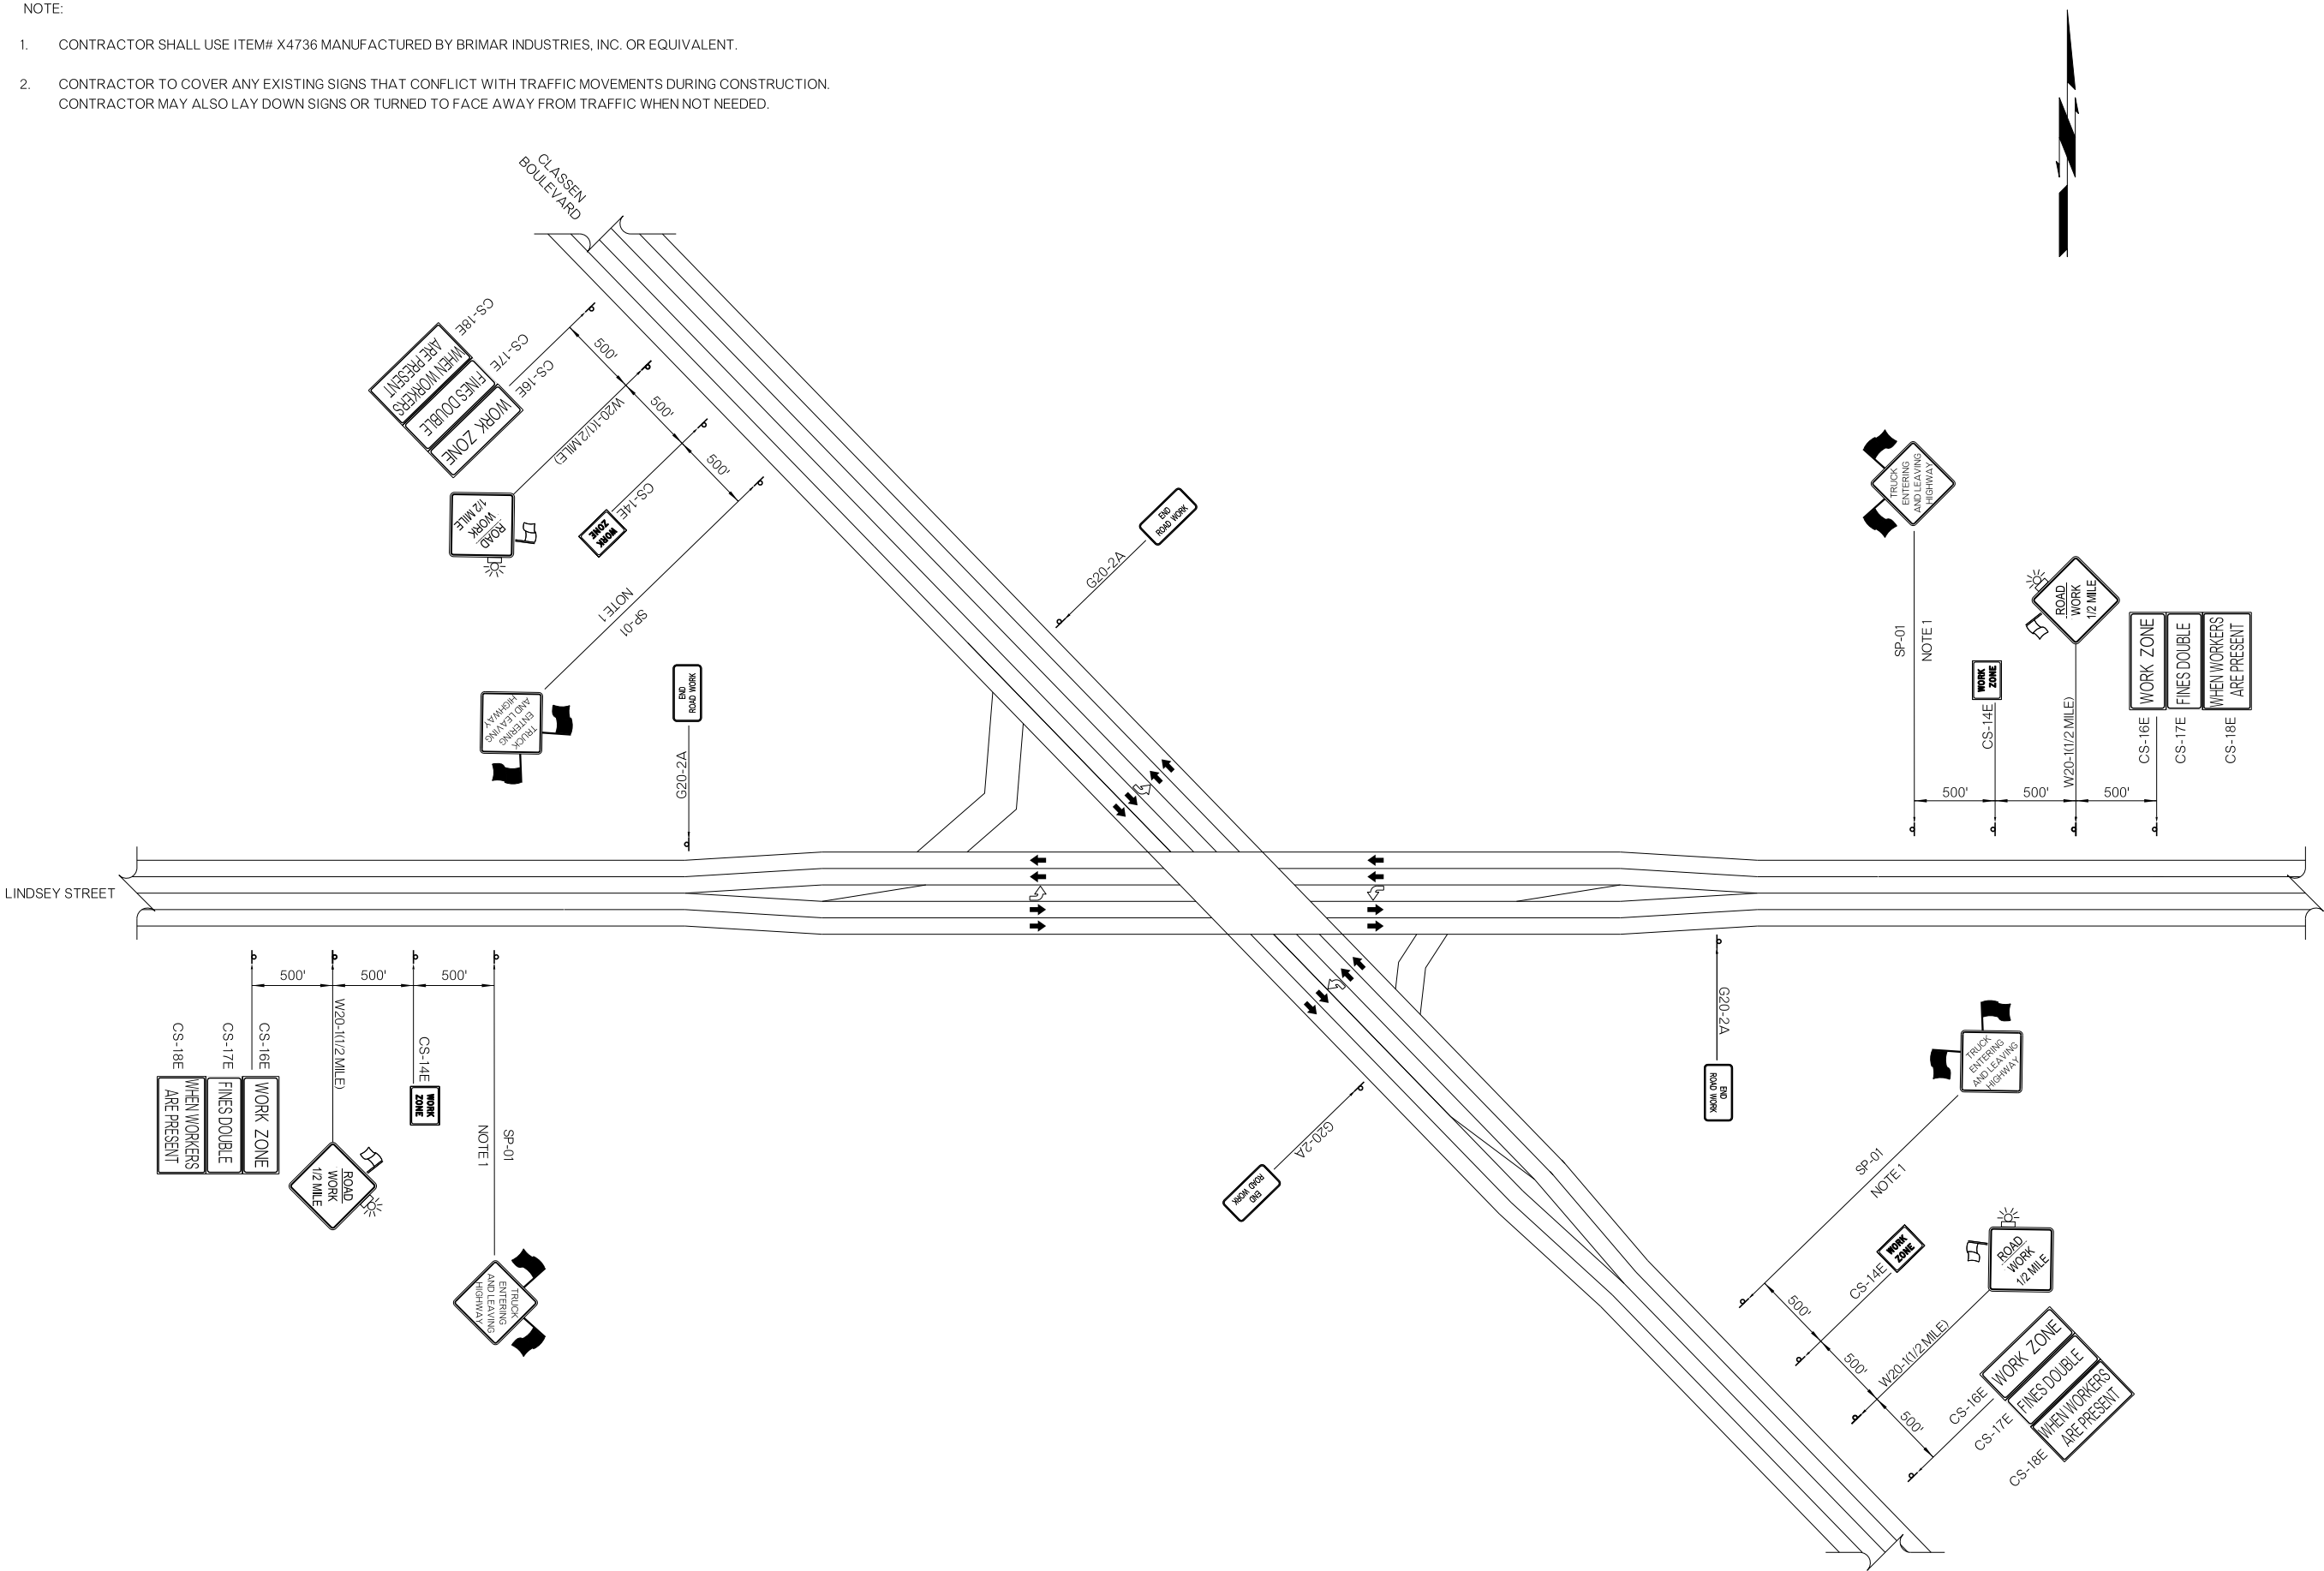 NOTE:
1. CONTRACTOR SHALL USE ITEM# X4736 MANUFACTURED BY BRIMAR INDUSTRIES, INC. OR EQUIVALENT.
2. CONTRACTOR TO COVER ANY EXISTING SIGNS THAT CONFLICT WITH TRAFFIC MOVEMENTS DURING CONSTRUCTION.
CONTRACTOR MAY ALSO LAY DOWN SIGNS OR TURNED TO FACE AWAY FROM TRAFFIC WHEN NOT NEEDED.
CLASSEN
BOULEVARD
CS-18E
CS-17E
CS-16E
WHEN WORKERS
ARE PRESENT
FINES DOUBLE
WORK ZONE
500'
500'
500'
W20-1(1/2 MILE)
ROAD
WORK
1/2 MILE
CS-14E
WORK
ZONE
SP-01
NOTE 1
TRUCK
ENTERING
AND LEAVING
HIGHWAY
END
ROAD WORK
G20-2A
END
ROAD WORK
G20-2A
TRUCK
ENTERING
AND LEAVING
HIGHWAY
SP-01
NOTE 1
WORK
ZONE
CS-14E
ROAD
WORK
1/2 MILE
W20-1(1/2 MILE)
WORK ZONE
FINES DOUBLE
WHEN WORKERS
ARE PRESENT
CS-16E
CS-17E
CS-18E
500'
500'
500'
LINDSEY STREET
500'
500'
500'
CS-18E
CS-17E
CS-16E
WHEN WORKERS
ARE PRESENT
FINES DOUBLE
WORK ZONE
W20-1(1/2 MILE)
ROAD
WORK
1/2 MILE
CS-14E
WORK
ZONE
SP-01
NOTE 1
TRUCK
ENTERING
AND LEAVING
HIGHWAY
G20-2A
END
ROAD WORK
G20-2A
END
ROAD WORK
TRUCK
ENTERING
AND LEAVING
HIGHWAY
SP-01
NOTE 1
WORK
ZONE
CS-14E
ROAD
WORK
1/2 MILE
W20-1(1/2 MILE)
500'
500'
500'
WORK ZONE
FINES DOUBLE
WHEN WORKERS
ARE PRESENT
CS-16E
CS-17E
CS-18E